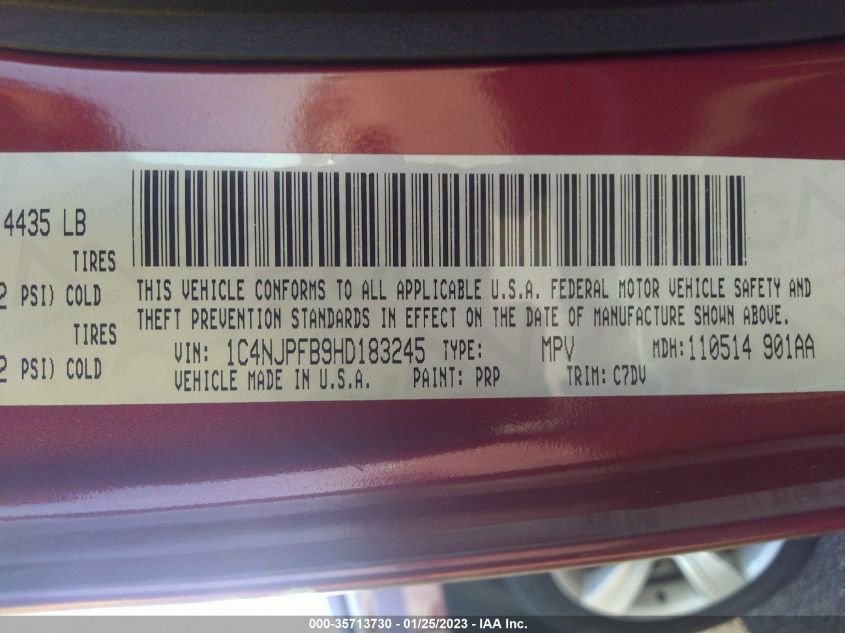 4435 LB
TIRES
2 PSI) COLD
TIRES
2 PSI) COLD
THIS VEHICLE CONFORMS TO ALL APPLICABLE U.S.A. FEDERAL MOTOR VEHICLE SAFETY AND
THEFT PREVENTION STANDARDS IN EFFECT ON THE DATE OF MANUFACTURE SHOWN ABOVE.
VIN: 1C4NJPFB9HD183245 TYPE: MPV MDH:110514 901AA
VEHICLE MADE IN U.S.A. PAINT: PRP TRIM: C7DV
000-35713730 - 01/25/2023 - IAA Inc.